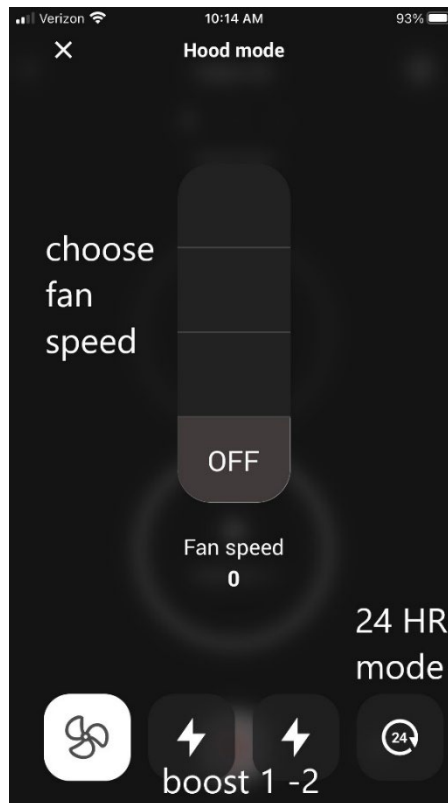 Verizon 10:14 AM 93%
Hood mode
choose
fan
speed
OFF
Fan speed
0
24 HR
mode
24
boost 1 -2